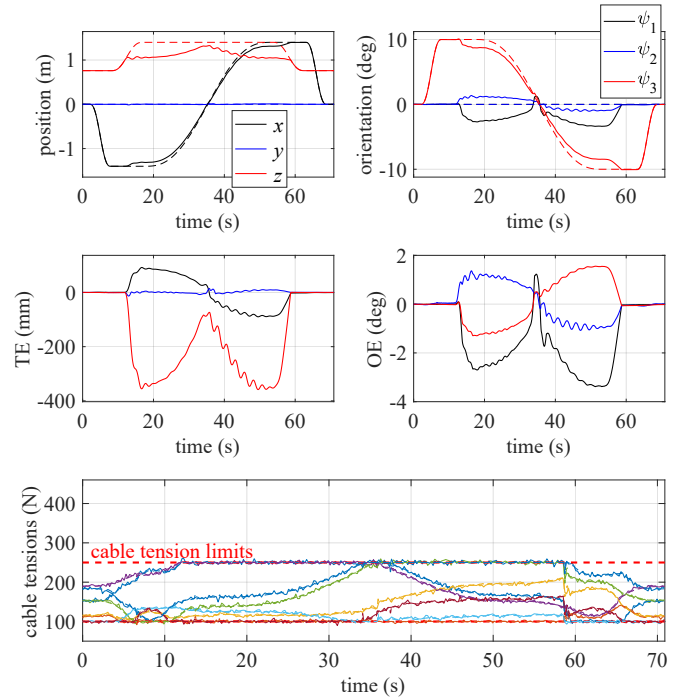 position (m)
1
0
-1
0 20 40 60
time (s)
x
y
z
orientation (deg)
10
0
-10
0 20 40 60
time (s)
ψ1
ψ2
ψ3
TE (mm)
0
-200
-400
0 20 40 60
time (s)
OE (deg)
2
0
-2
-4
0 20 40 60
time (s)
cable tensions (N)
400
300
200
100
cable tension limits
0 10 20 30 40 50 60 70
time (s)